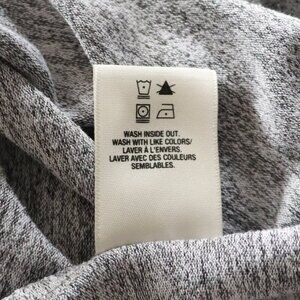 WASH INSIDE OUT.
WASH WITH LIKE COLORS/
LAVER À L'ENVERS.
LAVER AVEC DES COULEURS
SEMBLABLES.